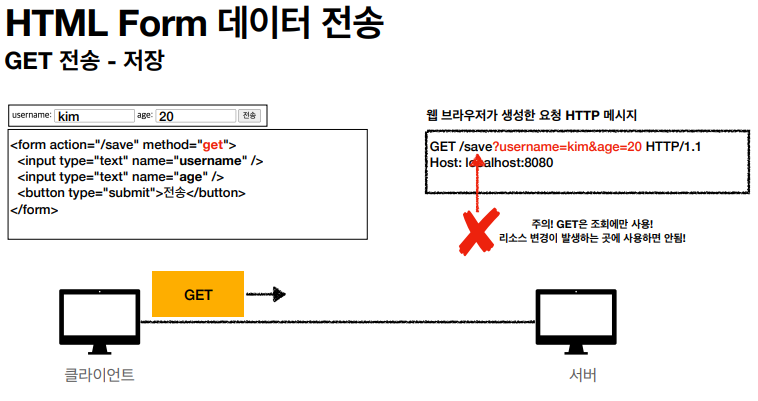 HTML Form 데이터 전송
GET 전송 - 저장
username: kim age: 20 전송
<form action="/save" method="get">
<input type="text" name="username" />
<input type="text" name="age" />
<button type="submit">전송</button>
</form>
웹 브라우저가 생성한 요청 HTTP 메시지
GET /save?username=kim&age=20 HTTP/1.1
Host: localhost:8080
주의! GET은 조회에만 사용!
리소스 변경이 발생하는 곳에 사용하면 안됨!
GET
클라이언트
서버